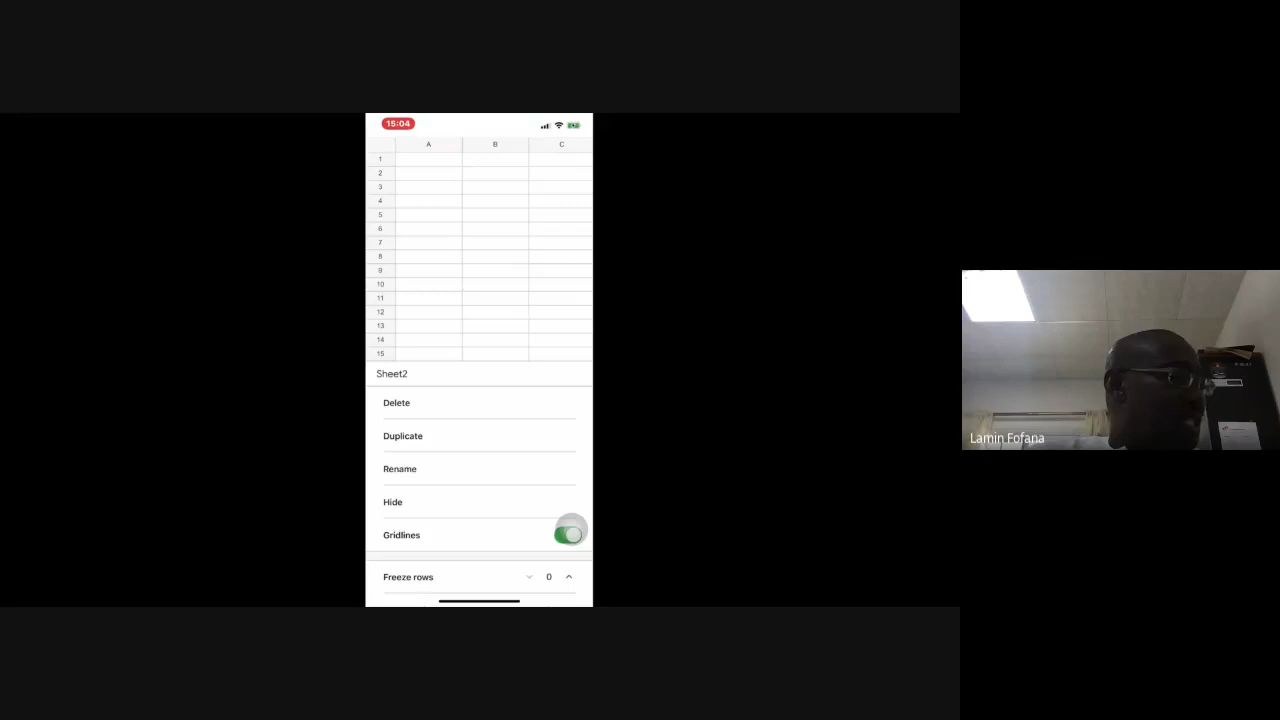 15:04
A B C
1
2
3
4
5
6
7
8
9
10
11
12
13
14
15
Sheet2
Delete
Duplicate
Rename
Hide
Gridlines
Freeze rows 0
Lamin Fofana